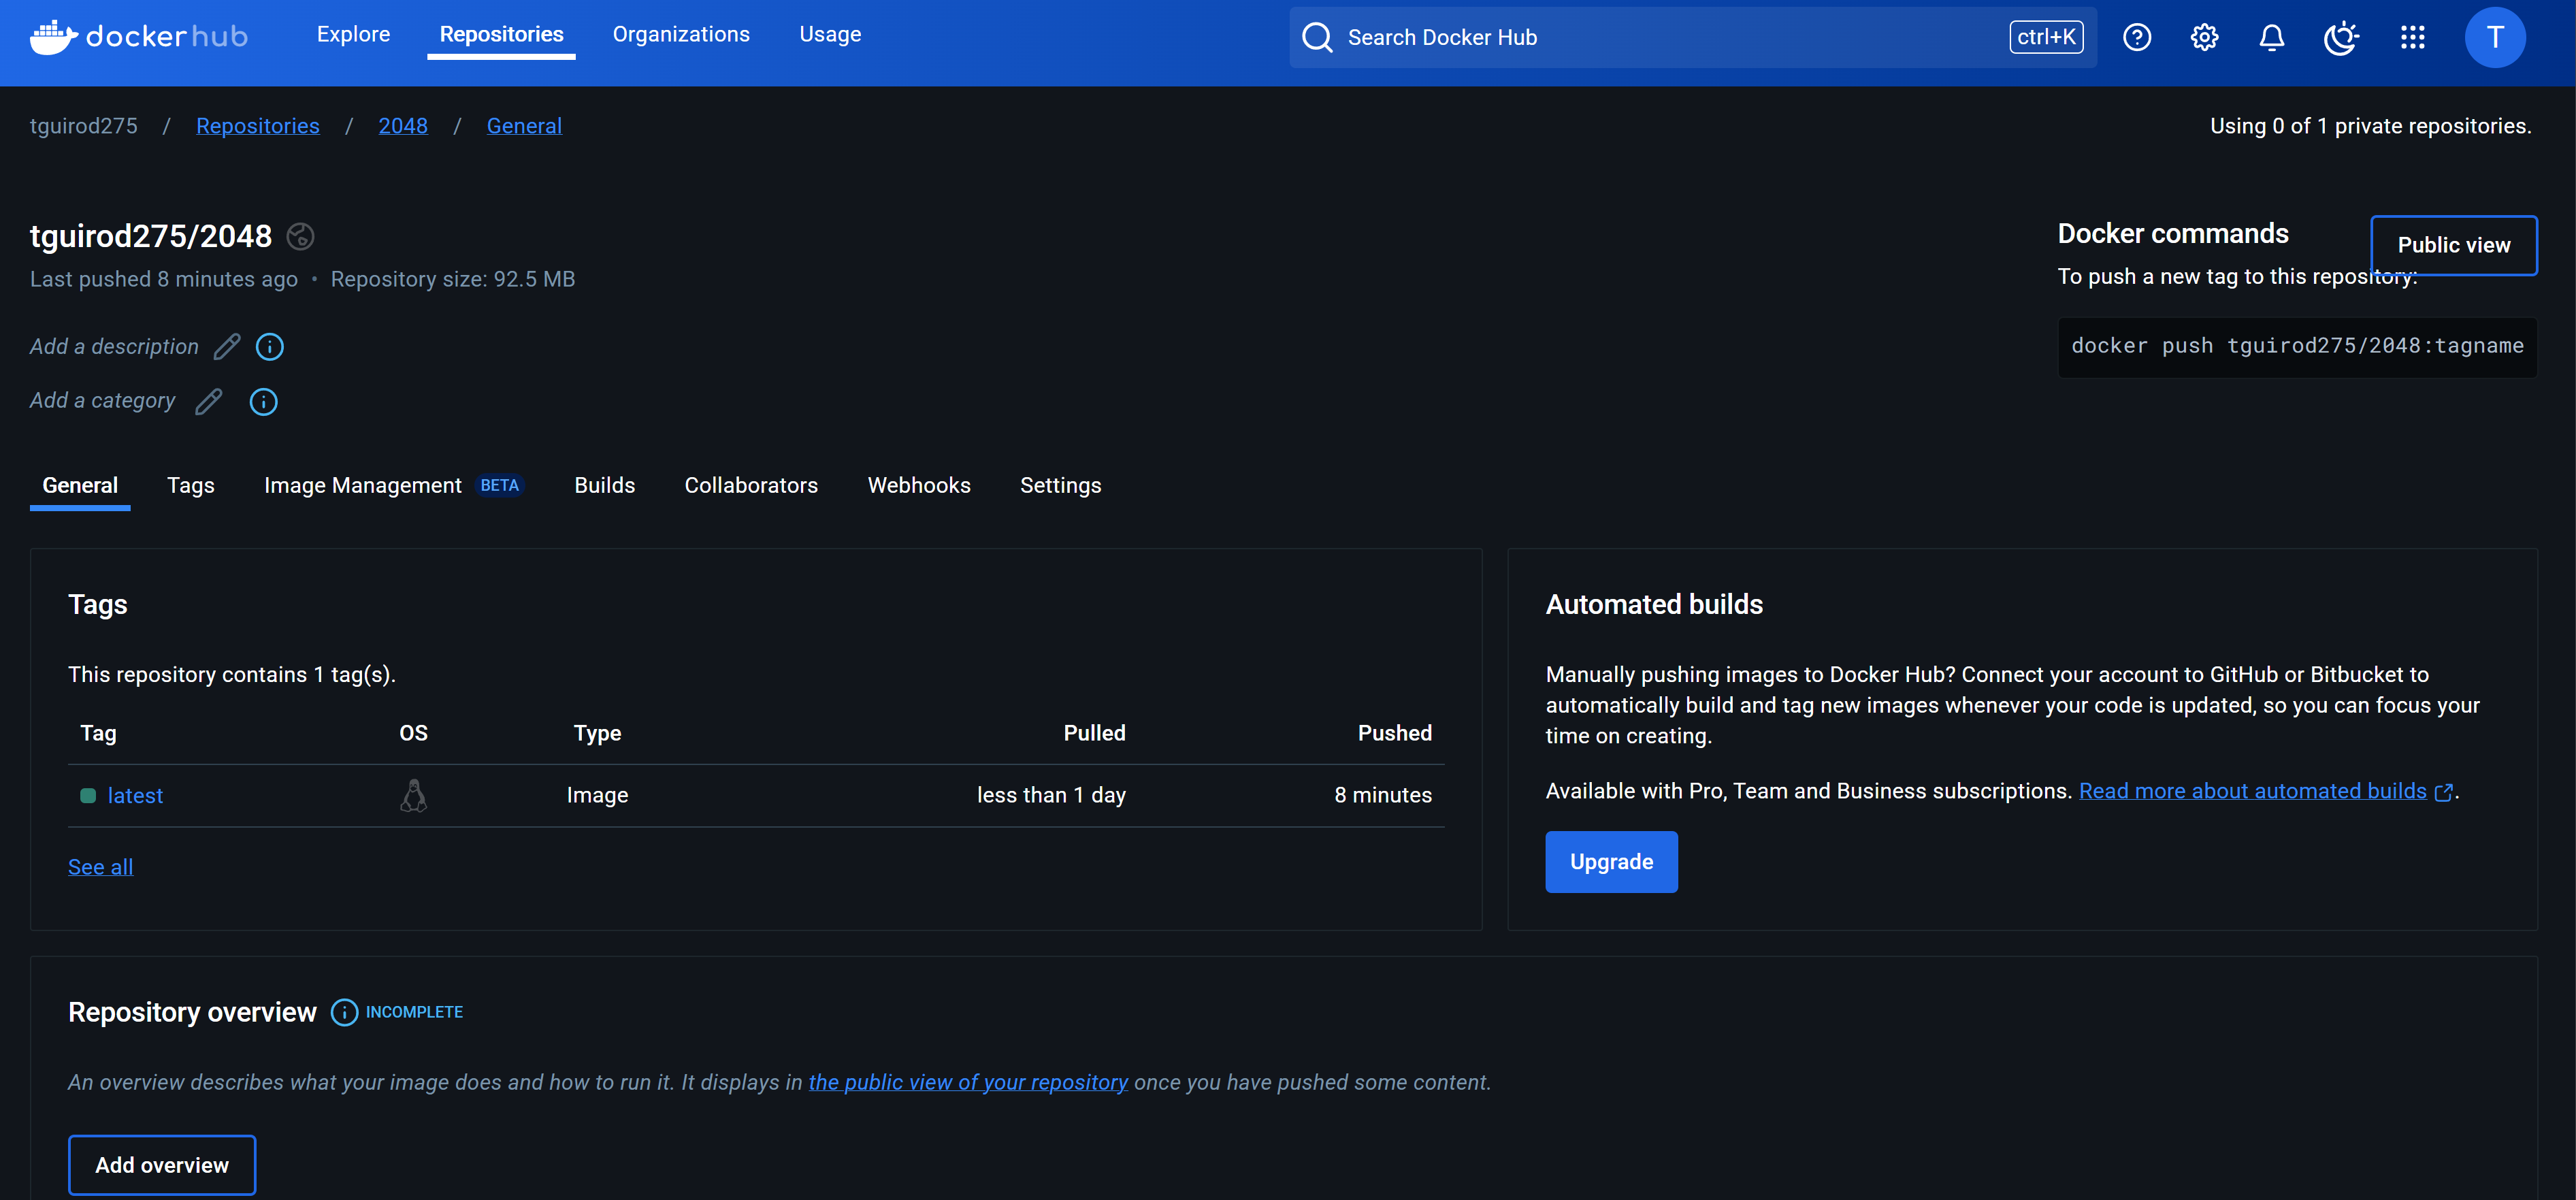 dockerhub
Explore
Repositories
Organizations
Usage
Search Docker Hub
ctrl+K
T
tguirod275 / Repositories / 2048 / General
Using 0 of 1 private repositories.
tguirod275/2048
Last pushed 8 minutes ago • Repository size: 92.5 MB
Add a description
Add a category
Docker commands
Public view
To push a new tag to this repository:
docker push tguirod275/2048:tagname
General
Tags
Image Management BETA
Builds
Collaborators
Webhooks
Settings
Tags
This repository contains 1 tag(s).
Tag OS Type Pulled Pushed
latest Image less than 1 day 8 minutes
See all
Automated builds
Manually pushing images to Docker Hub? Connect your account to GitHub or Bitbucket to
automatically build and tag new images whenever your code is updated, so you can focus your
time on creating.
Available with Pro, Team and Business subscriptions. Read more about automated builds .
Upgrade
Repository overview INCOMPLETE
An overview describes what your image does and how to run it. It displays in the public view of your repository once you have pushed some content.
Add overview